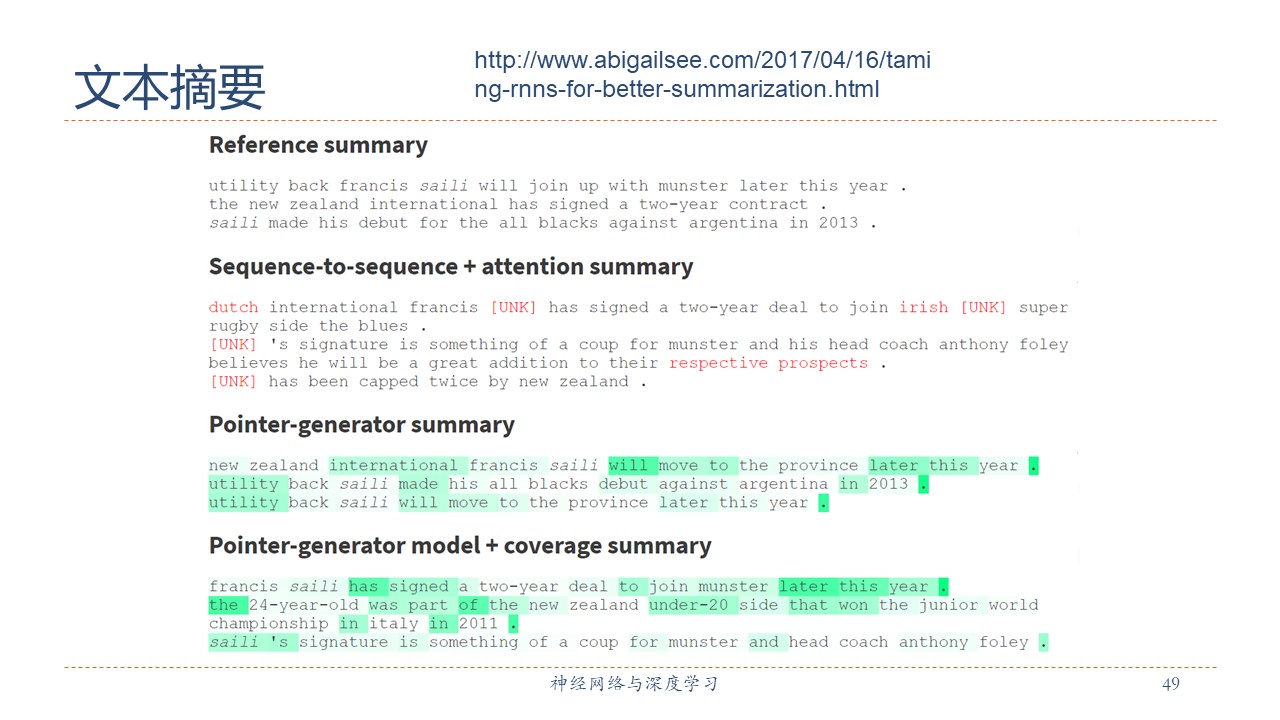 文本摘要
http://www.abigailsee.com/2017/04/16/tami
ng-rnns-for-better-summarization.html
Reference summary
utility back francis saili will join up with munster later this year .
the new zealand international has signed a two-year contract .
saili made his debut for the all blacks against argentina in 2013 .
Sequence-to-sequence + attention summary
dutch international francis [UNK] has signed a two-year deal to join irish [UNK] super
rugby side the blues .
[UNK] 's signature is something of a coup for munster and his head coach anthony foley
believes he will be a great addition to their respective prospects .
[UNK] has been capped twice by new zealand .
Pointer-generator summary
new zealand international francis saili will move to the province later this year .
utility back saili made his all blacks debut against argentina in 2013 .
utility back saili will move to the province later this year .
Pointer-generator model + coverage summary
francis saili has signed a two-year deal to join munster later this year .
the 24-year-old was part of the new zealand under-20 side that won the junior world
championship in italy in 2011 .
saili 's signature is something of a coup for munster and head coach anthony foley .
神经网络与深度学习
49